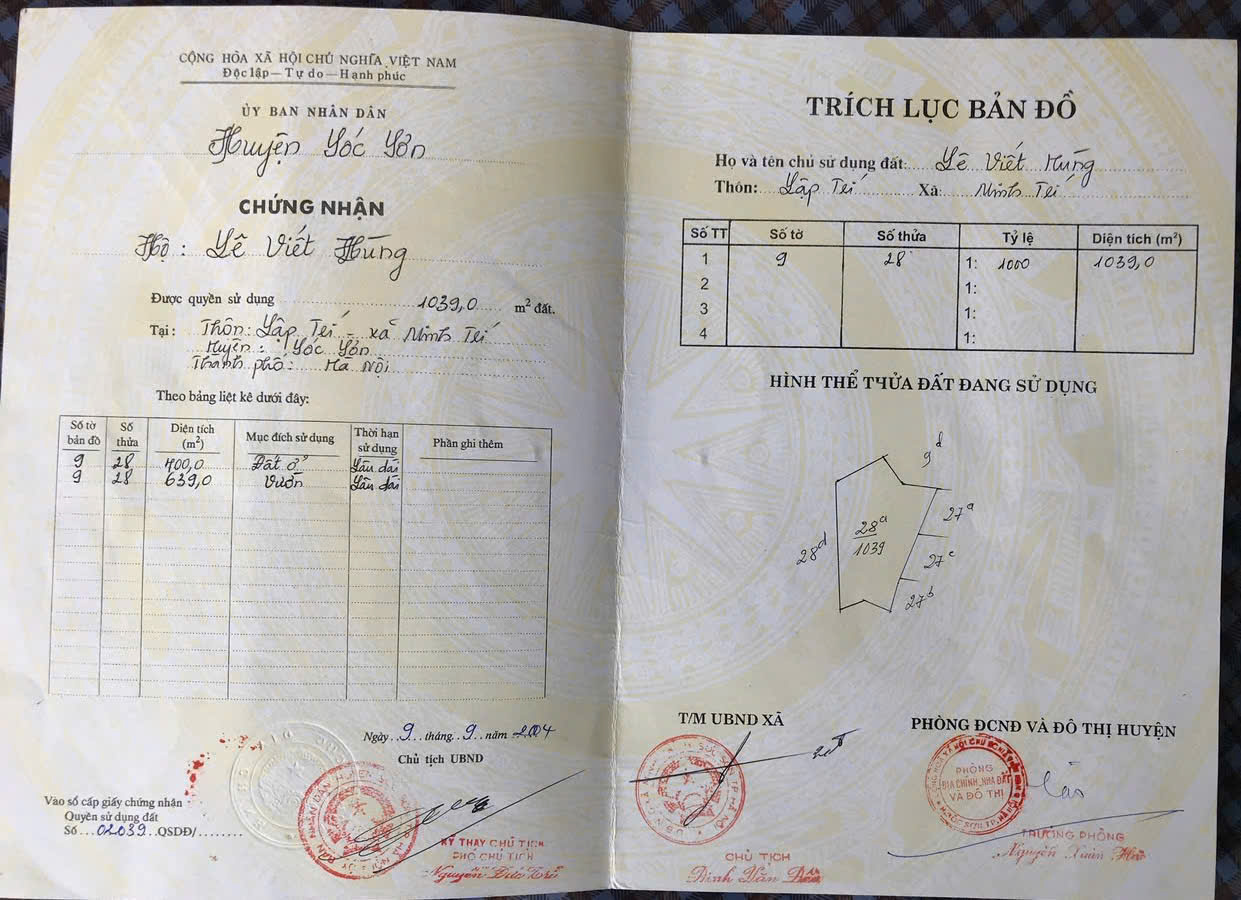 CỘNG HÒA XÃ HỘI CHỦ NGHĨA VIỆT NAM
Độc lập – Tự do – Hạnh phúc
ỦY BAN NHÂN DÂN
Huyện Sóc Sơn
CHỨNG NHẬN
Hộ : Lê Viết Hùng
Được quyền sử dụng 1039,0 m² đất.
Tại : Thôn: Lập Trí - xã Minh Trí
Huyện : Sóc Sơn
Thành phố : Hà Nội
Theo bảng liệt kê dưới đây:
Số tờ bản đồ Số thửa Diện tích (m²) Mục đích sử dụng Thời hạn sử dụng Phần ghi thêm
9 28 400,0 Đất ở Lâu dài
9 28 639,0 Vườn Lâu dài
Ngày 9 tháng 9 năm 2004
Chủ tịch UBND
Vào sổ cấp giấy chứng nhận
Quyền sử dụng đất
Số 02039 QSDĐ/
KÝ THAY CHỦ TỊCH
PHÓ CHỦ TỊCH
TRÍCH LỤC BẢN ĐỒ
Họ và tên chủ sử dụng đất: Lê Viết Hùng
Thôn: Lập Trí Xã: Minh Trí
Số TT Số tờ Số thửa Tỷ lệ Diện tích (m²)
1 9 28 1: 1000 1039,0
2 1:
3 1:
4 1:
HÌNH THỂ THỬA ĐẤT ĐANG SỬ DỤNG
9d
27a
28a
1039
28d
27c
27b
T/M UBND XÃ
CHỦ TỊCH
PHÒNG ĐCNĐ VÀ ĐÔ THỊ HUYỆN
PHÒNG
ĐỊA CHÍNH, NHÀ ĐẤT
VÀ ĐÔ THỊ
TRƯỞNG PHÒNG